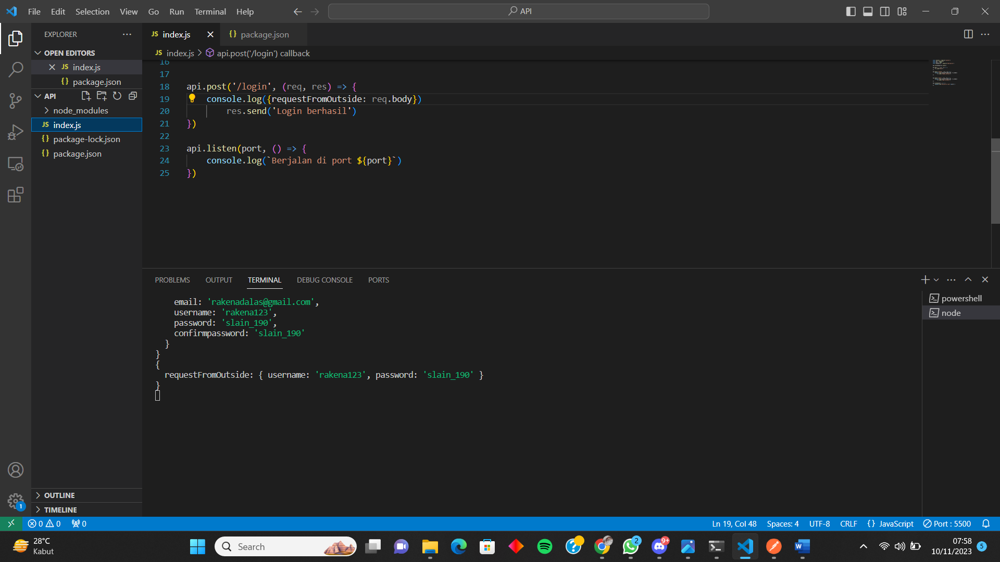 File Edit Selection View Go Run Terminal Help
API
EXPLORER
OPEN EDITORS
JS index.js
{} package.json
API
node_modules
JS index.js
{} package-lock.json
{} package.json
OUTLINE
TIMELINE
JS index.js
{} package.json
JS index.js > api.post('/login') callback
16
17
18 api.post('/login', (req, res) => {
19 console.log({requestFromOutside: req.body})
20 res.send('Login berhasil')
21 })
22
23 api.listen(port, () => {
24 console.log(`Berjalan di port ${port}`)
25 })
PROBLEMS OUTPUT TERMINAL DEBUG CONSOLE PORTS
email: 'rakenadalas@gmail.com',
username: 'rakena123',
password: 'slain_190',
confirmpassword: 'slain_190'
}
}
{
requestFromOutside: { username: 'rakena123', password: 'slain_190' }
}
powershell
node
1
0 0 0
Ln 19, Col 48 Spaces: 4 UTF-8 CRLF {} JavaScript Port : 5500
28°C
Kabut
Search
2
9+
07:58
10/11/2023
5